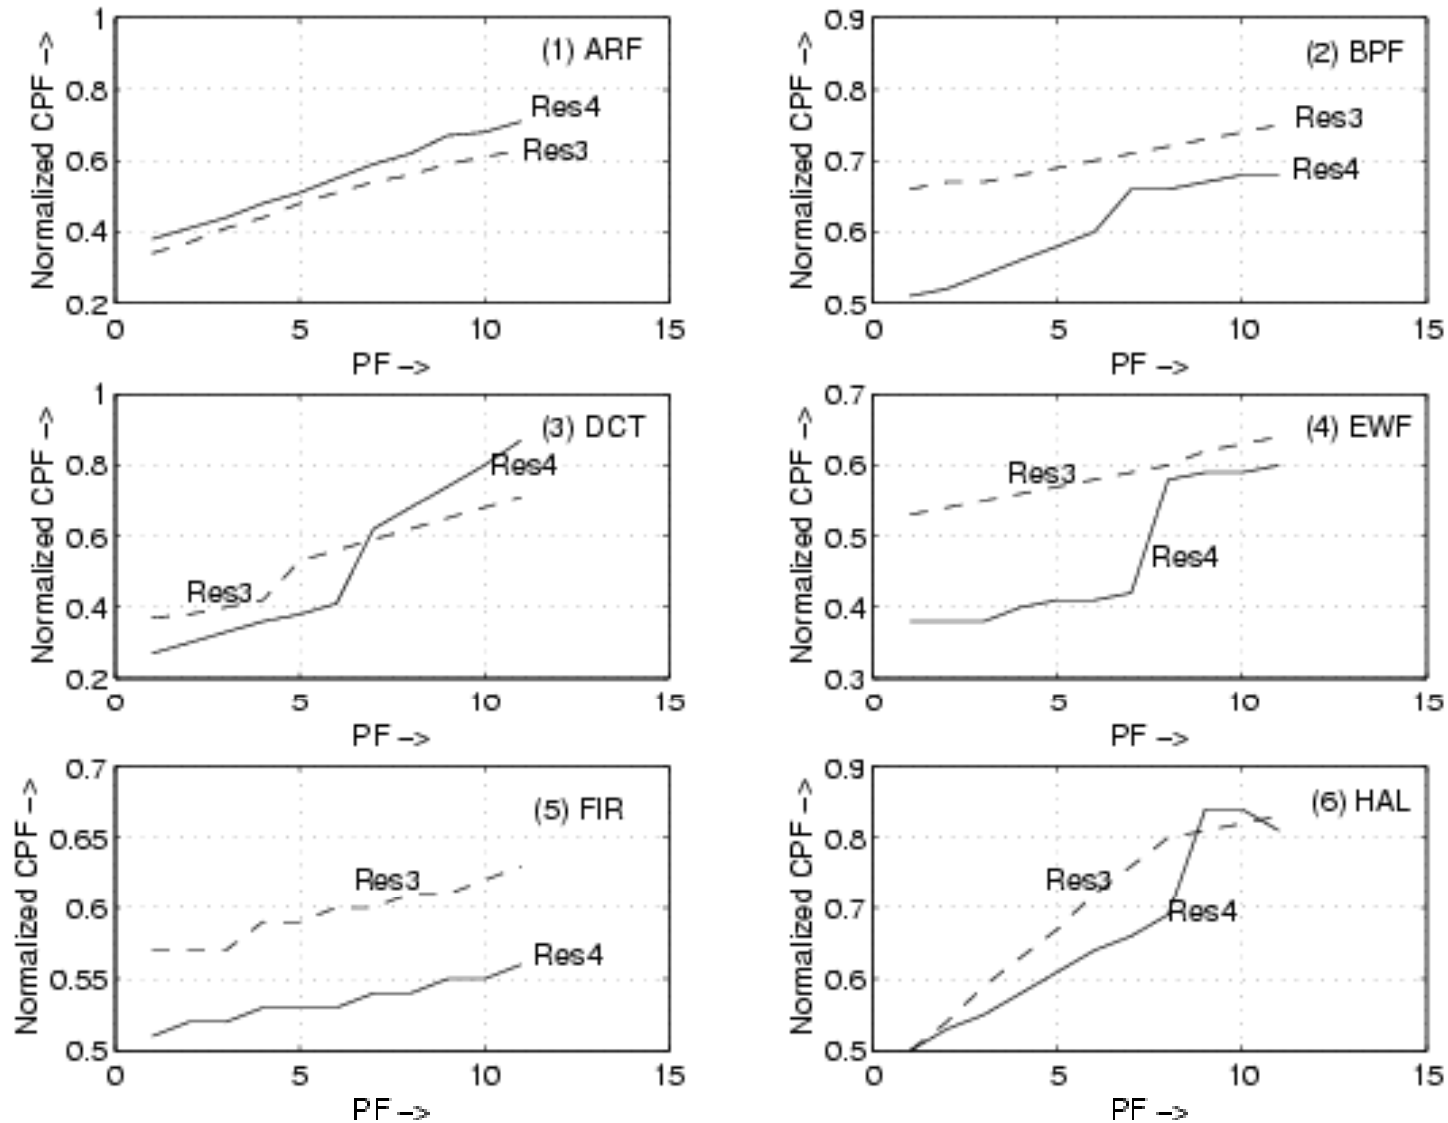 1
0.8
0.6
0.4
0.2
Normalized CPF –>
(1) ARF
Res4
Res3
0 5 10 15
PF –>
0.9
0.8
0.7
0.6
0.5
Normalized CPF –>
(2) BPF
Res3
Res4
0 5 10 15
PF –>
1
0.8
0.6
0.4
0.2
Normalized CPF –>
(3) DCT
Res4
Res3
0 5 10 15
PF –>
0.7
0.6
0.5
0.4
0.3
Normalized CPF –>
(4) EWF
Res3
Res4
0 5 10 15
PF –>
0.7
0.65
0.6
0.55
0.5
Normalized CPF –>
(5) FIR
Res3
Res4
0 5 10 15
PF –>
0.9
0.8
0.7
0.6
0.5
Normalized CPF –>
(6) HAL
Res3
Res4
0 5 10 15
PF –>